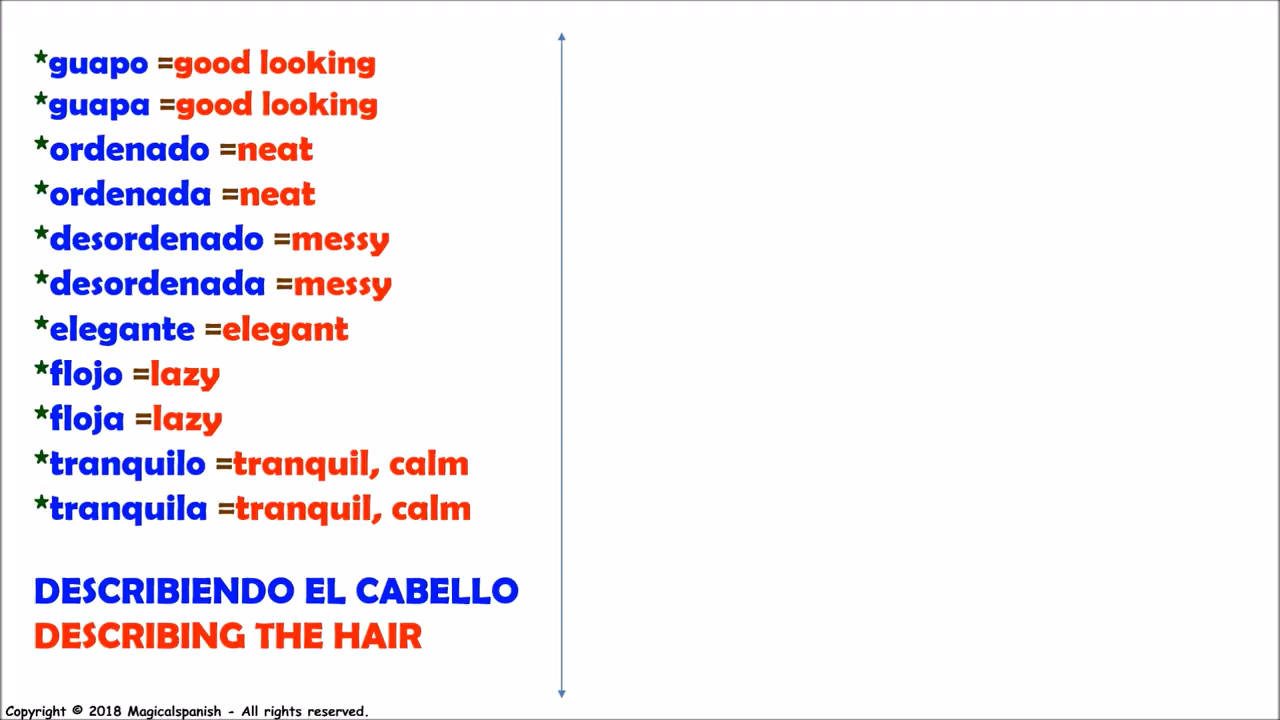 *guapo =good looking
*guapa =good looking
*ordenado =neat
*ordenada =neat
*desordenado =messy
*desordenada =messy
*elegante =elegant
*flojo =lazy
*floja =lazy
*tranquilo =tranquil, calm
*tranquila =tranquil, calm
DESCRIBIENDO EL CABELLO
DESCRIBING THE HAIR
Copyright © 2018 Magicalspanish - All rights reserved.